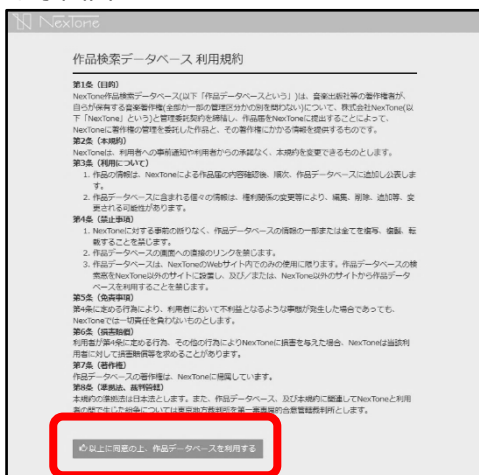 NexTone
作品検索データベース 利用規約
第1条（目的）
NexTone作品検索データベース(以下「作品データベースという」)は、音楽出版社等の著作権者が、
自らが保有する音楽著作権(全部か一部の管理区分かの別を問わない)について、株式会社NexTone(以
下「NexTone」という)と管理委託契約を締結し、作品届をNexToneに提出することによって、
NexToneに著作権の管理を委託した作品と、その著作権にかかる情報を提供するものです。
第2条（本規約）
NexToneは、利用者への事前通知や利用者からの承諾なく、本規約を変更できるものとします。
第3条（利用について）
1. 作品の情報は、NexToneによる作品届の内容確認後、順次、作品データベースに追加し公表しま
す。
2. 作品データベースに含まれる個々の情報は、権利関係の変更等により、編集、削除、追加等、変
更される可能性があります。
第4条（禁止事項）
1. NexToneに対する事前の断りなく、作品データベースの情報の一部または全てを複写、複製、転
載することを禁じます。
2. 作品データベースの画面への直接のリンクを禁じます。
3. 作品データベースは、NexToneのWebサイト内でのみの使用に限ります。作品データベースの検
索窓をNexTone以外のサイトに設置し、及び/または、NexTone以外のサイトから作品データ
ベースを利用することを禁じます。
第5条（免責事項）
第4条に定める行為により、利用者において不利益となるような事態が発生した場合であっても、
NexToneでは一切責任を負わないものとします。
第6条（損害賠償）
利用者が第4条に定める行為、その他の行為によりNexToneに損害を与えた場合、NexToneは当該利
用者に対して損害賠償等を求めることがあります。
第7条（著作権）
作品データベースの著作権は、NexToneに帰属しています。
第8条（準拠法、裁判管轄）
本規約の準拠法は日本法とします。また、作品データベース、及び本規約に関連してNexToneと利用
者の間で生じた紛争については東京地方裁判所を第一審専属的合意管轄裁判所とします。
以上に同意の上、作品データベースを利用する